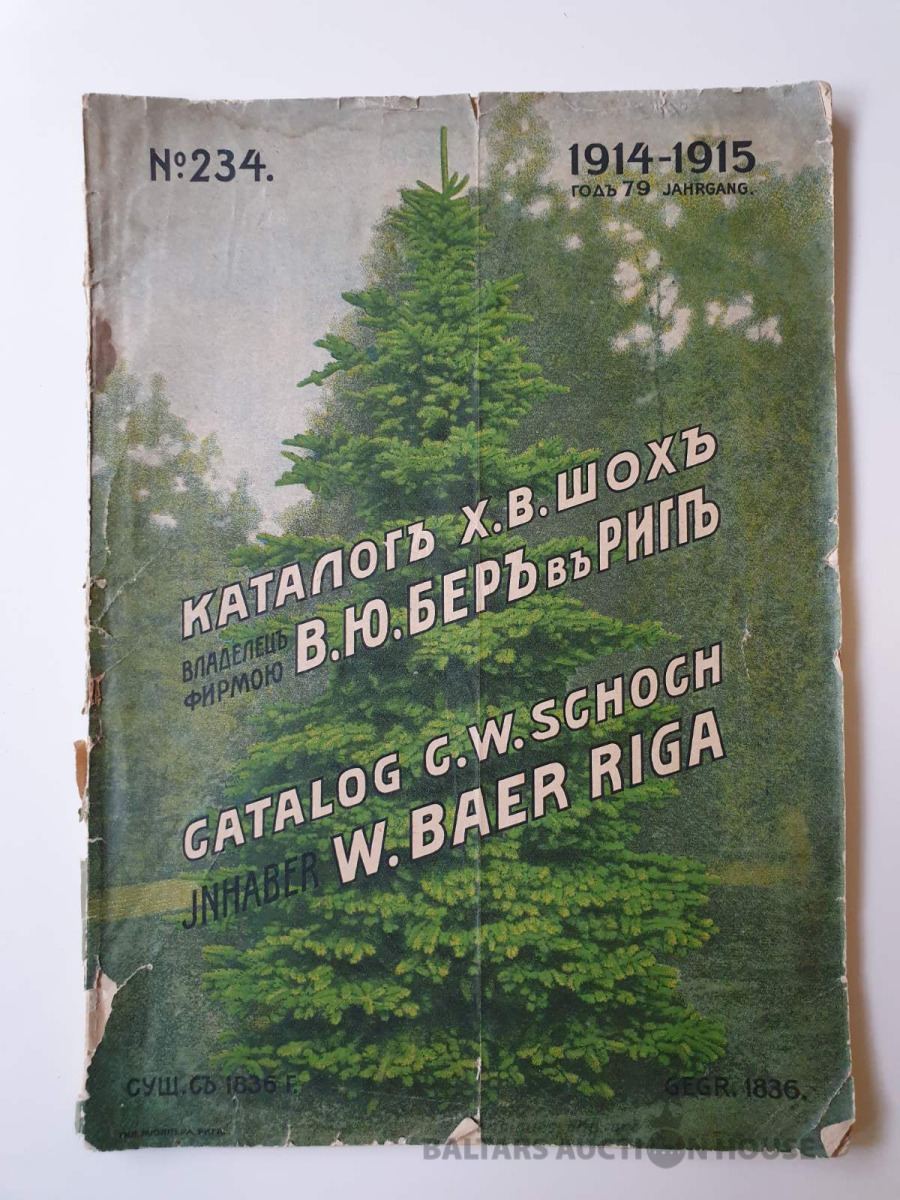 №234.
1914-1915
ГОДЪ 79 JAHRGANG.
КАТАЛОГЪ Х.В.ШОХЪ
ВЛАДЕЛЕЦЪ
ФИРМОЮ
В.Ю.БЕРЪ ВЪ РИГѢ
CATALOG C.W.SCHOCH
JNHABER W. BAER RIGA
СУЩ.СЪ 1836 Г.
GEGR. 1836.
BALTARS AUCTION HOUSE